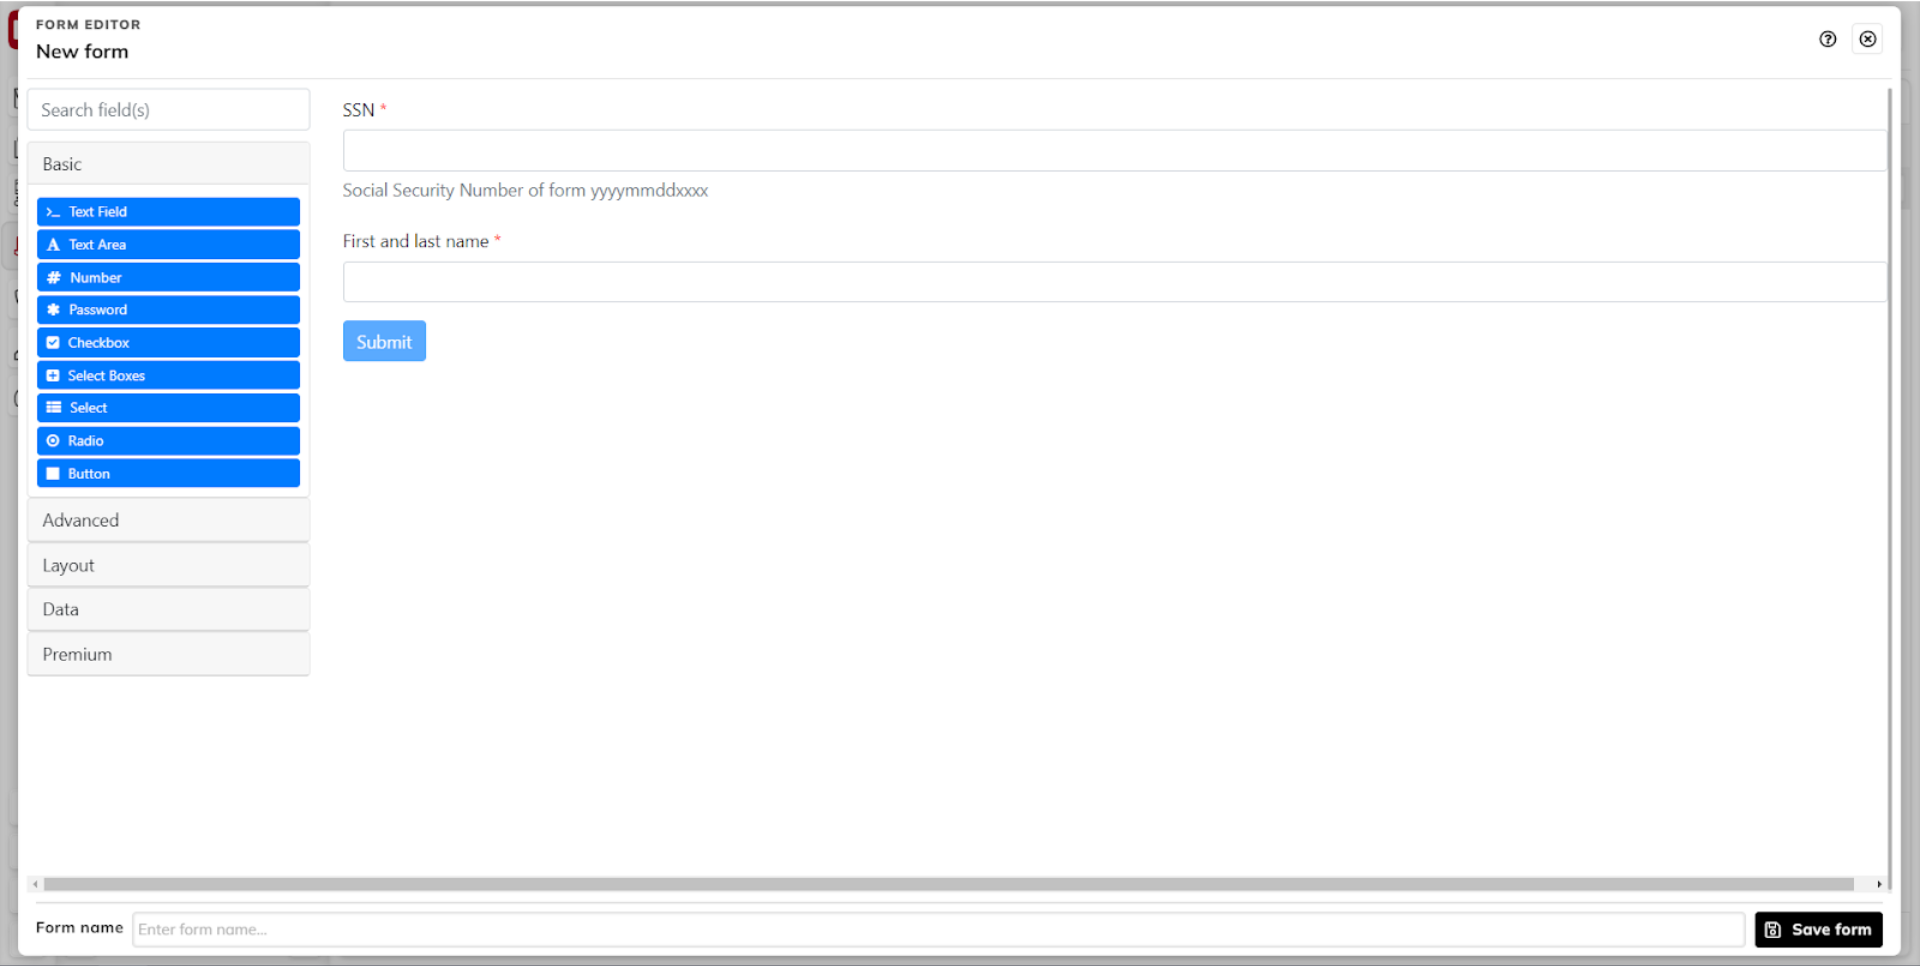 FORM EDITOR
New form
Search field(s)
Basic
Text Field
Text Area
Number
Password
Checkbox
Select Boxes
Select
Radio
Button
Advanced
Layout
Data
Premium
SSN *
Social Security Number of form yyyymmddxxxx
First and last name *
Submit
Form name Enter form name... Save form